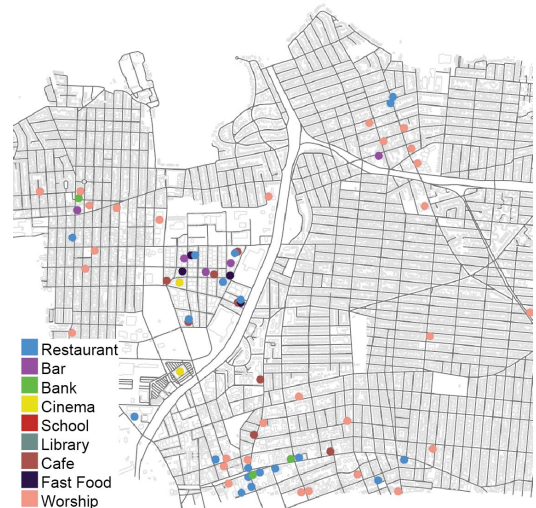 Restaurant
Bar
Bank
Cinema
School
Library
Cafe
Fast Food
Worship